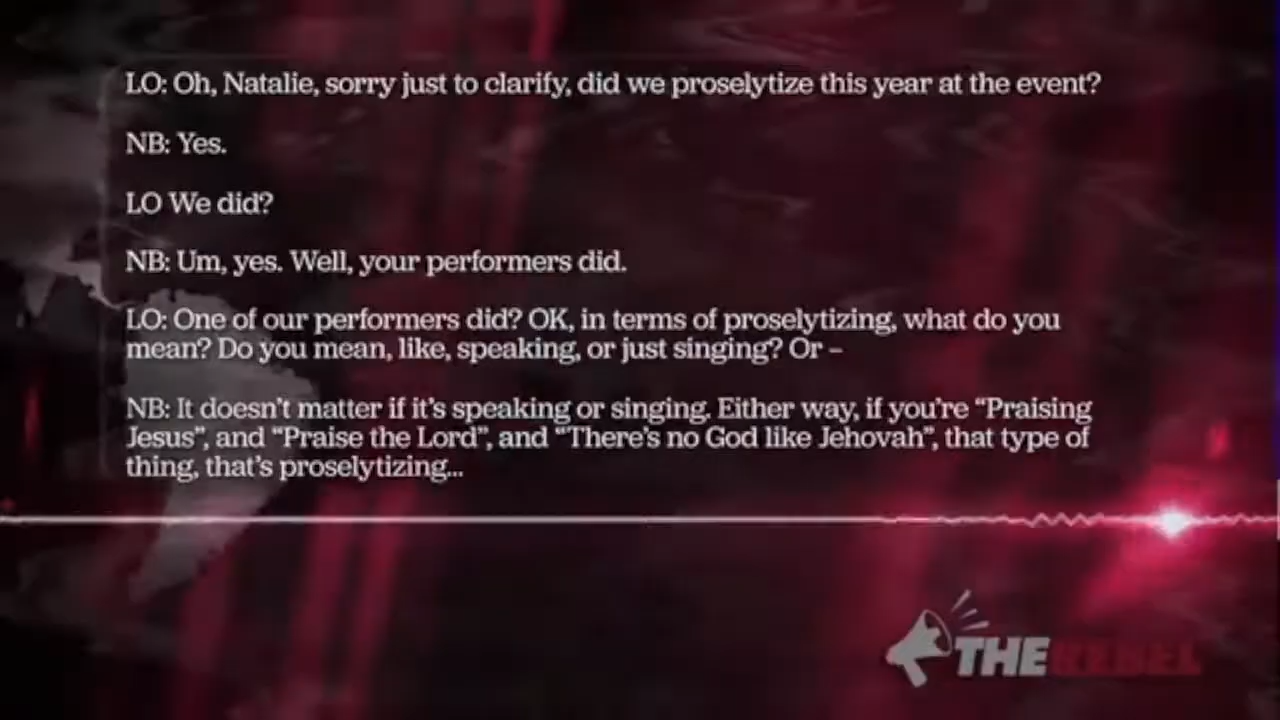 LO: Oh, Natalie, sorry just to clarify, did we proselytize this year at the event?
NB: Yes.
LO We did?
NB: Um, yes. Well, your performers did.
LO: One of our performers did? OK, in terms of proselytizing, what do you
mean? Do you mean, like, speaking, or just singing? Or –
NB: It doesn't matter if it's speaking or singing. Either way, if you're “Praising
Jesus”, and “Praise the Lord”, and “There's no God like Jehovah”, that type of
thing, that's proselytizing...
THE REBEL